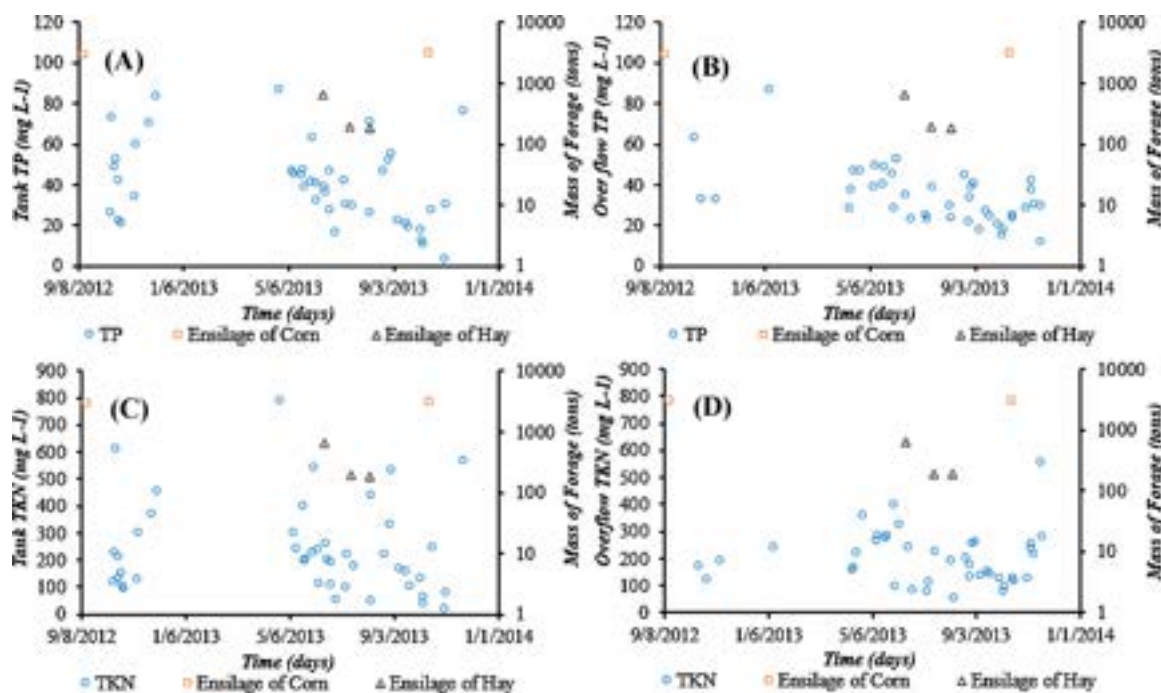 120
100
80
60
40
20
0
Tank TP (mg L-1)
(A)
10000
1000
100
10
1
Mass of Forage (tons)
9/8/2012 1/6/2013 5/6/2013 9/3/2013 1/1/2014
Time (days)
TP Ensilage of Corn Ensilage of Hay
120
100
80
60
40
20
0
Over flow TP (mg L-1)
(B)
10000
1000
100
10
1
Mass of Forage (tons)
9/8/2012 1/6/2013 5/6/2013 9/3/2013 1/1/2014
Time (days)
TP Ensilage of Corn Ensilage of Hay
900
800
700
600
500
400
300
200
100
0
Tank TKN (mg L-1)
(C)
10000
1000
100
10
1
Mass of Forage (tons)
9/8/2012 1/6/2013 5/6/2013 9/3/2013 1/1/2014
Time (days)
TKN Ensilage of Corn Ensilage of Hay
900
800
700
600
500
400
300
200
100
0
Overflow TKN (mg L-1)
(D)
10000
1000
100
10
1
Mass of Forage (tons)
9/8/2012 1/6/2013 5/6/2013 9/3/2013 1/1/2014
Time (days)
TKN Ensilage of Corn Ensilage of Hay